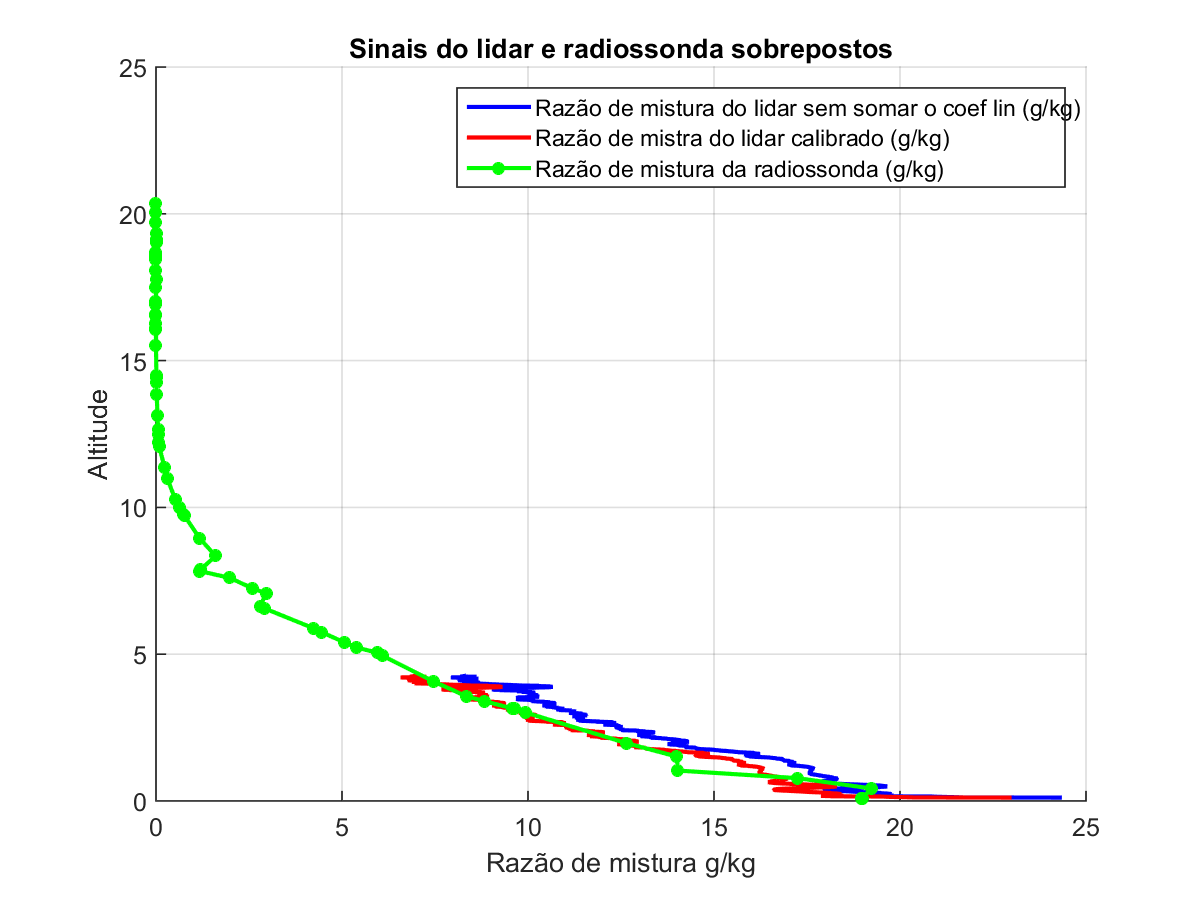 Sinais do lidar e radiossonda sobrepostos
25
Razão de mistura do lidar sem somar o coef lin (g/kg)
Razão de mistra do lidar calibrado (g/kg)
Razão de mistura da radiossonda (g/kg)
20
15
Altitude
10
5
0
0 5 10 15 20 25
Razão de mistura g/kg